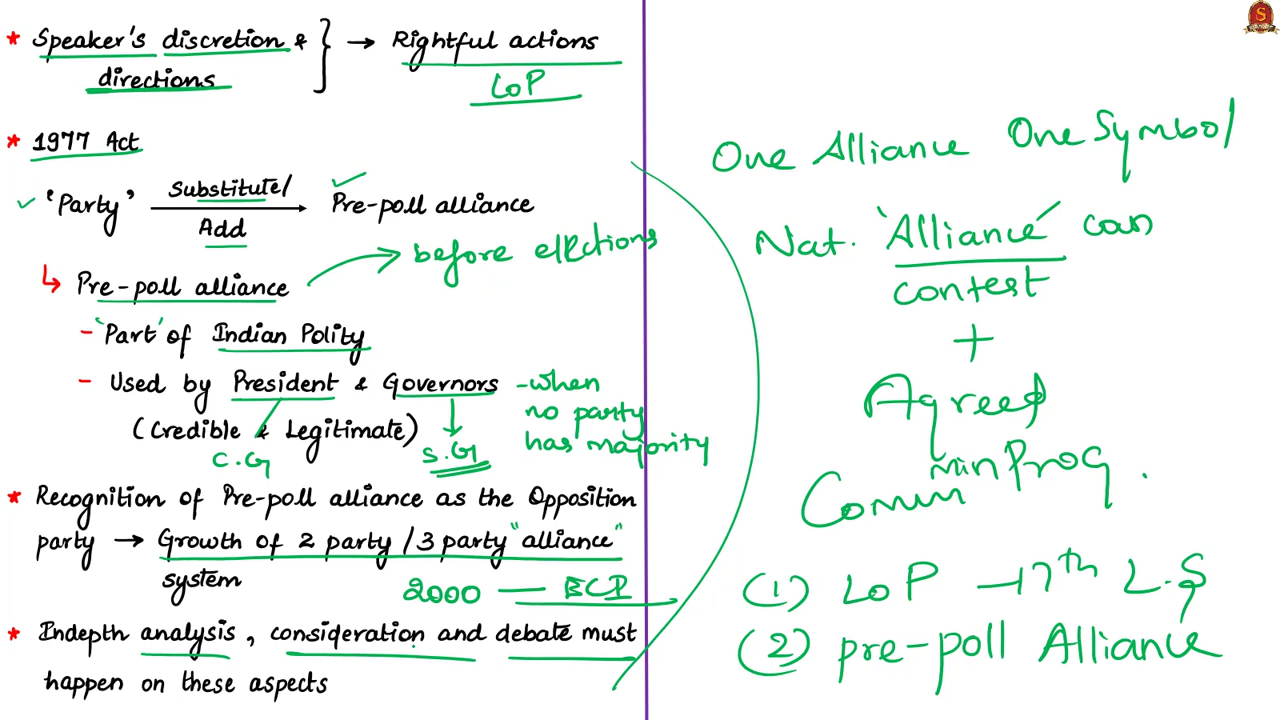 * Speaker's discretion & } → Rightful actions
directions
LoP
* 1977 Act
✓ 'Party' Substitute/ → Pre-poll alliance ✓
Add
↳ Pre-poll alliance → before elections
- 'Part' of Indian Polity
- Used by President & Governors - when
no party
has majority
(Credible & Legitimate)
C.G S.G
* Recognition of Pre-poll alliance as the Opposition
party → Growth of 2 party / 3 party "alliance"
system
2000 — ECI
* Indepth analysis, consideration and debate must
happen on these aspects
One Alliance One Symbol
Nat. 'Alliance' can
contest
+
Agreed
Comm min Prog.
(1) LoP → 17th L.S
(2) pre-poll Alliance
S